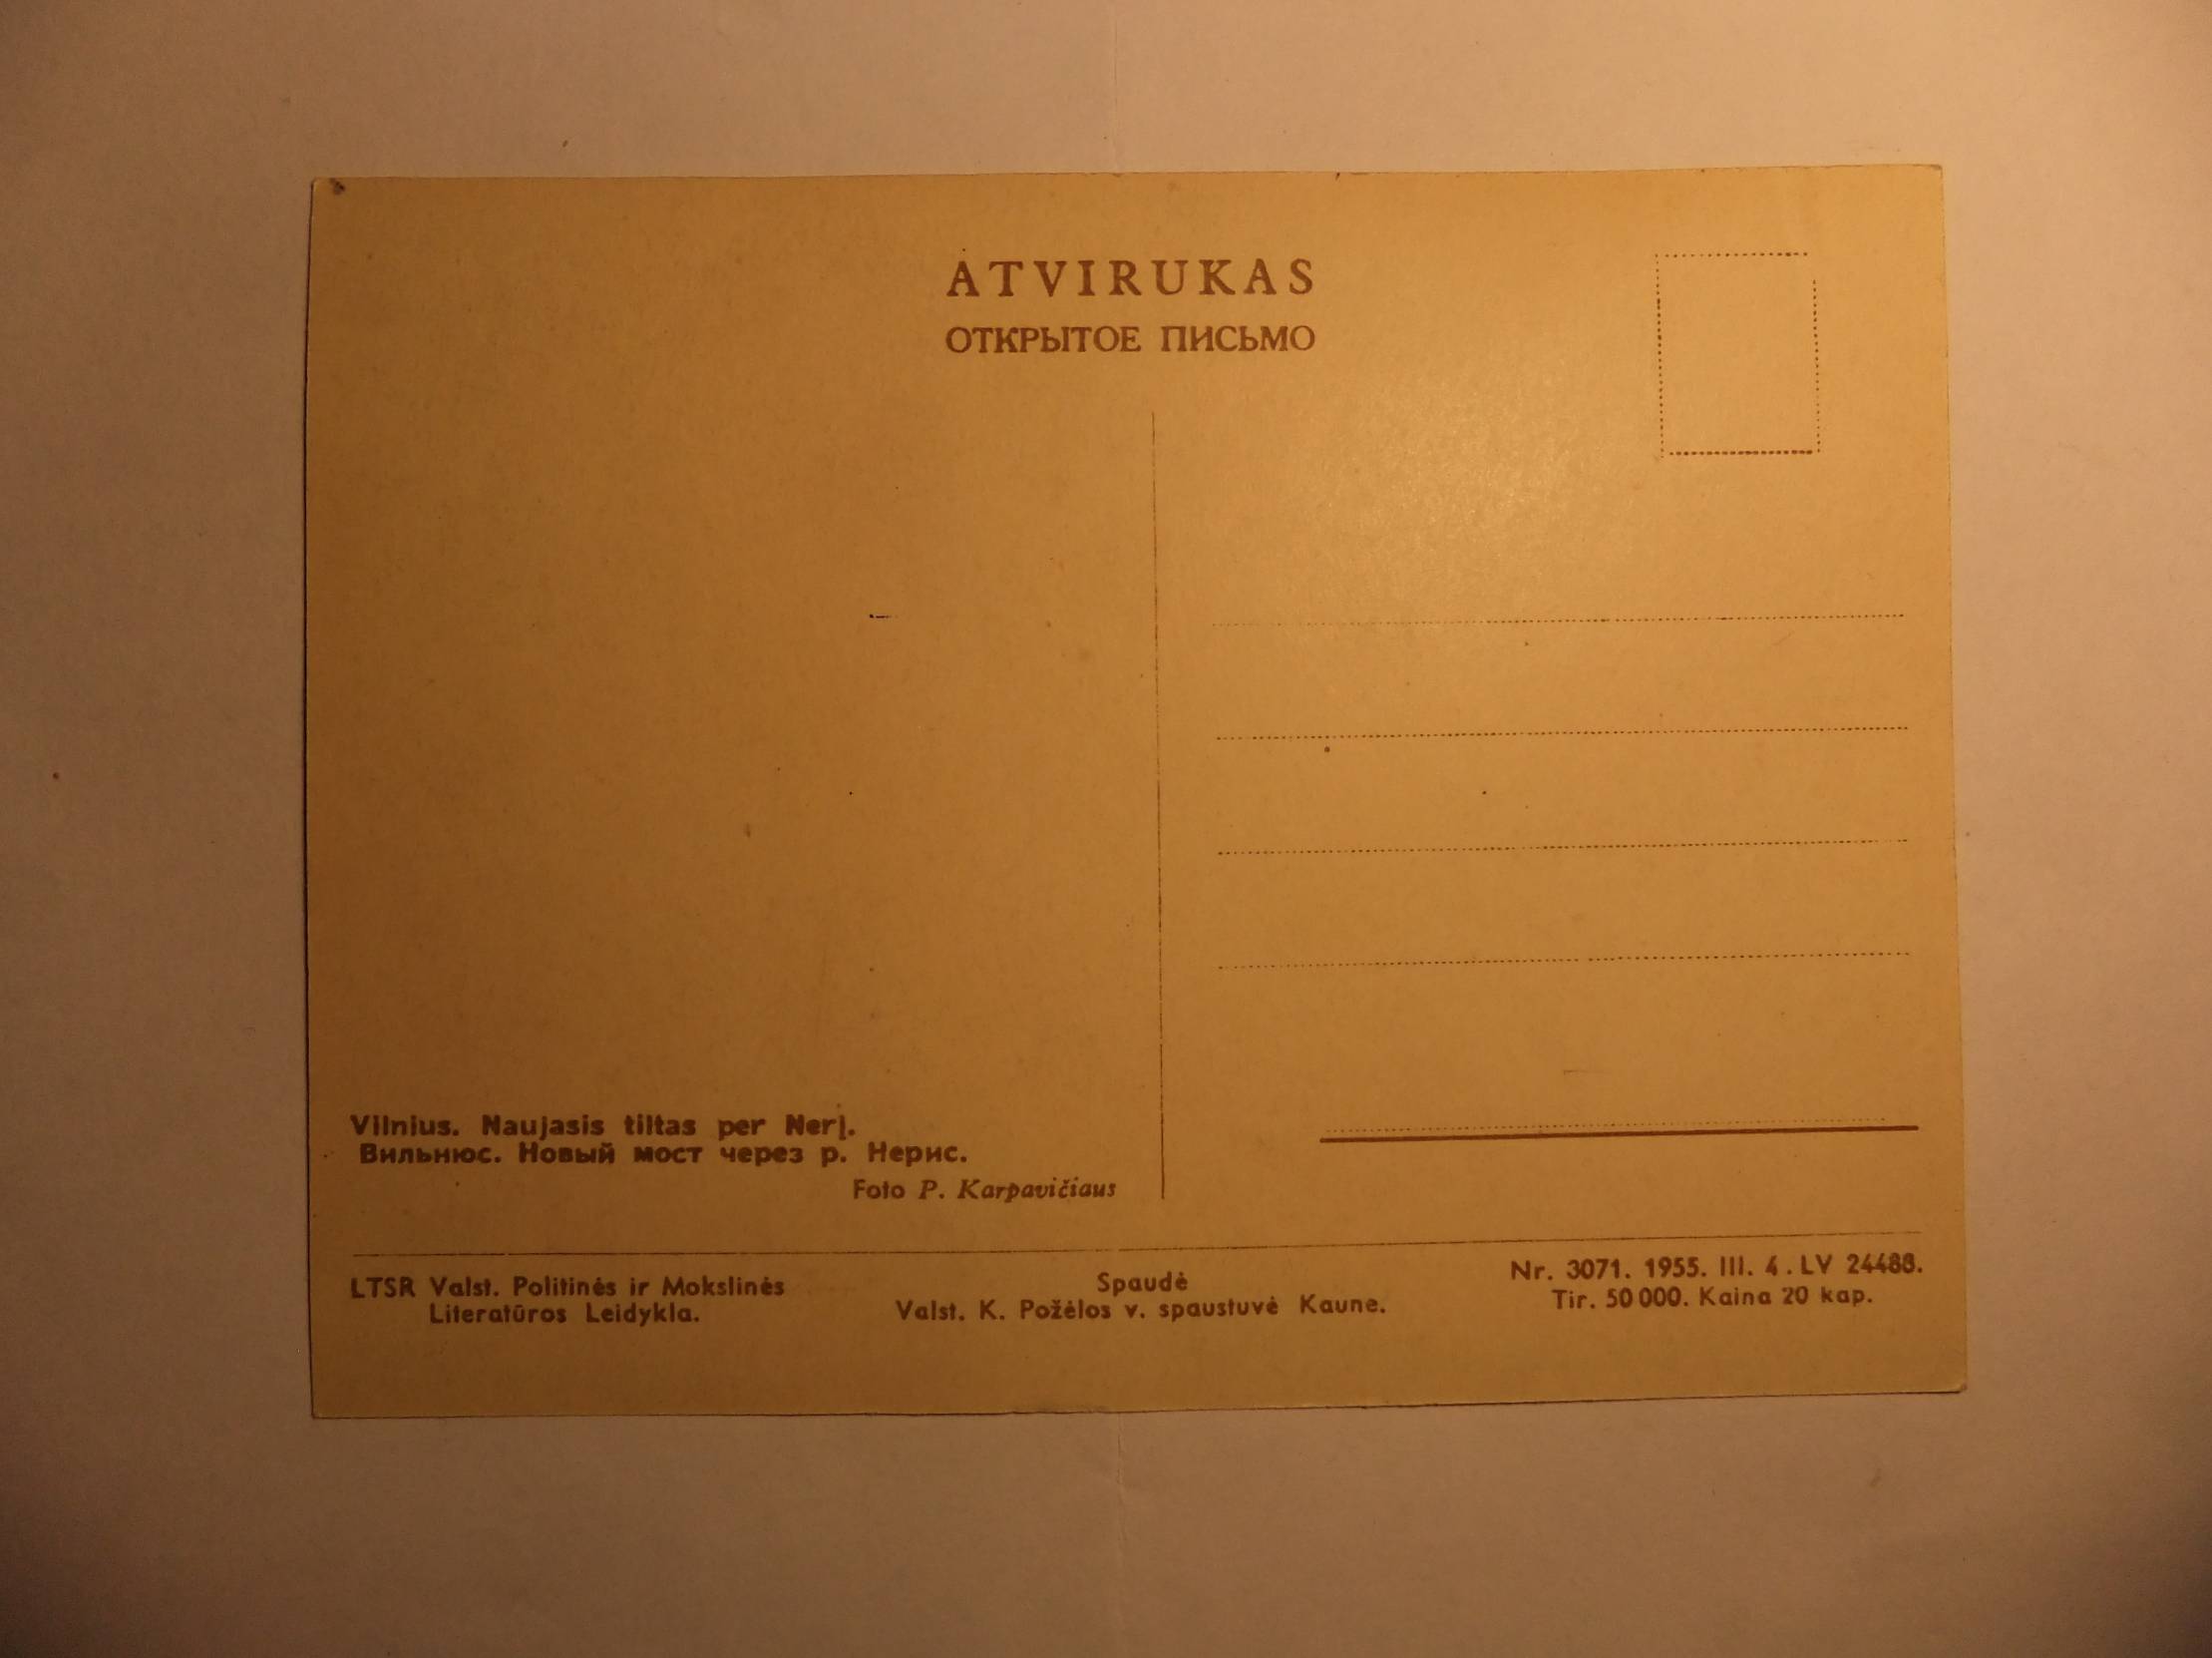 ATVIRUKAS
ОТКРЫТОЕ ПИСЬМО
Vilnius. Naujasis tiltas per Nerį.
Вильнюс. Новый мост через р. Нерис.
Foto P. Karpavičiaus
LTSR Valst. Politinės ir Mokslinės
Literatūros Leidykla.
Spaudė
Valst. K. Požėlos v. spaustuvė Kaune.
Nr. 3071. 1955. III. 4. LV 24488.
Tir. 50 000. Kaina 20 kap.